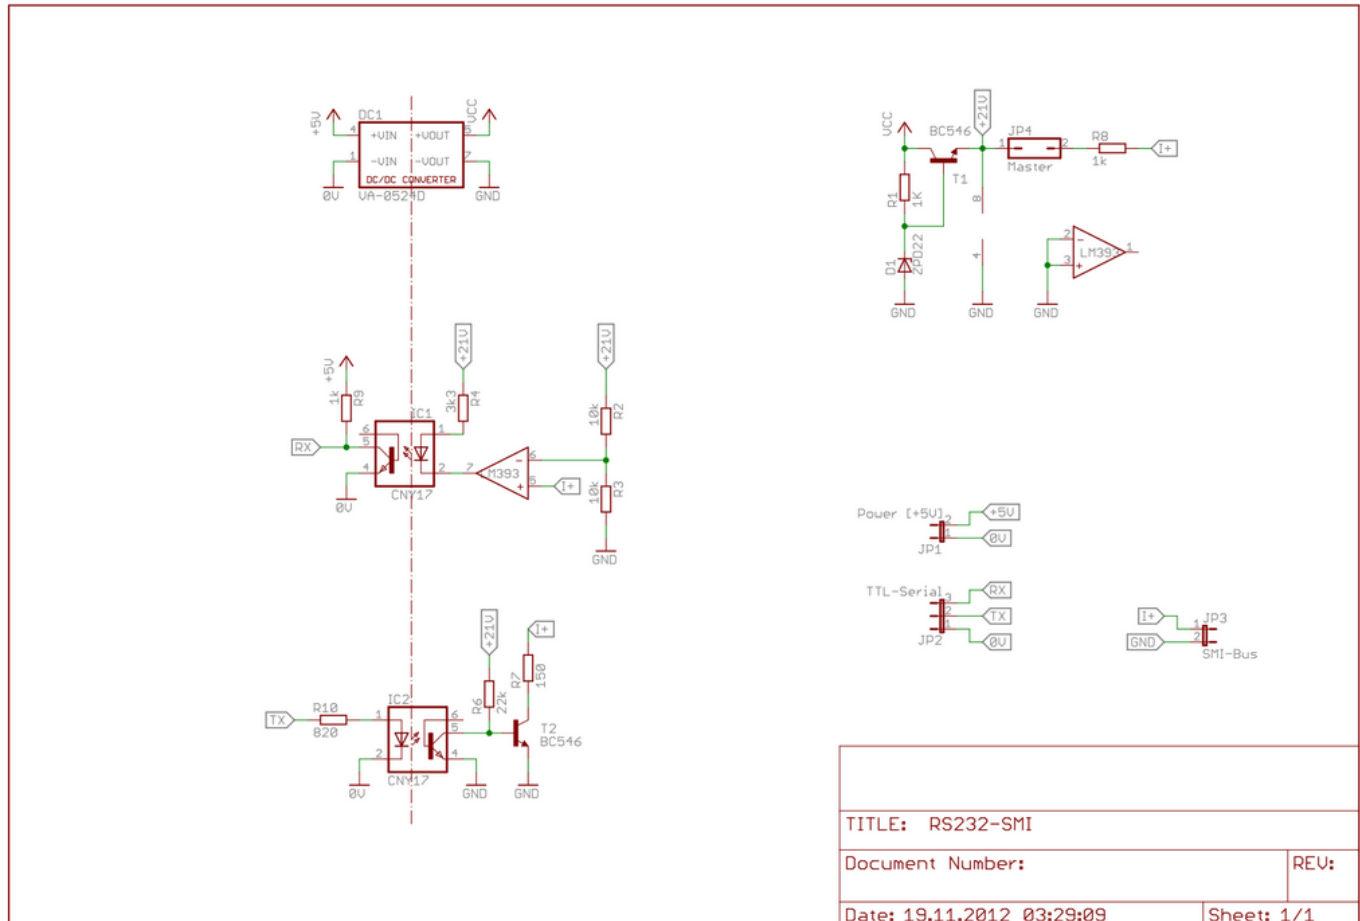 DC1
+5V
4
+VIN
+VOUT
5
VCC
1
-VIN
-VOUT
7
DC/DC CONVERTER
0V
VA-0524D
GND
VCC
BC546
+21V
JP4
1
2
R8
1k
I+
Master
T1
R1
1K
8
D1
ZPD22
4
2
-
LM393
1
3
+
GND
GND
GND
+5V
1k
R9
+21V
3k3
R4
+21V
10k
R2
IC1
6
1
RX
5
4
2
7
LM393
-
6
+
5
I+
10k
R3
0V
CNY17
GND
Power [+5V]
2
+5V
1
0V
JP1
TTL-Serial
3
RX
2
TX
1
0V
JP2
I+
1
JP3
GND
2
SMI-Bus
+21V
I+
R7
150
R6
22k
IC2
TX
R10
820
1
6
5
2
4
T2
BC546
0V
CNY17
GND
GND
TITLE: RS232-SMI
Document Number:
REV:
Date: 19.11.2012 03:29:09
Sheet: 1/1